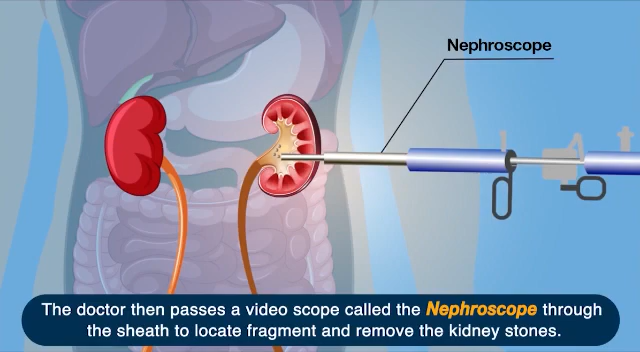 Nephroscope
The doctor then passes a video scope called the Nephroscope through
the sheath to locate fragment and remove the kidney stones.